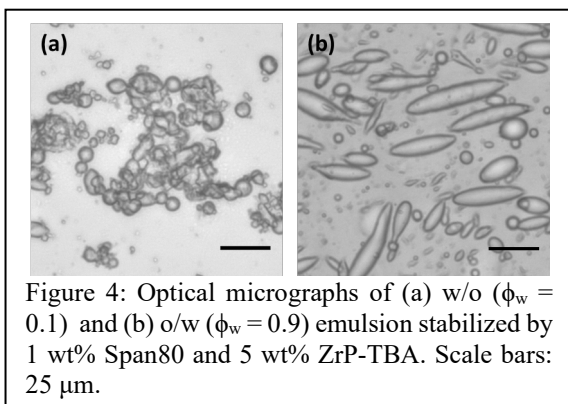 (a)
(b)
Figure 4: Optical micrographs of (a) w/o (ϕw =
0.1) and (b) o/w (ϕw = 0.9) emulsion stabilized by
1 wt% Span80 and 5 wt% ZrP-TBA. Scale bars:
25 μm.